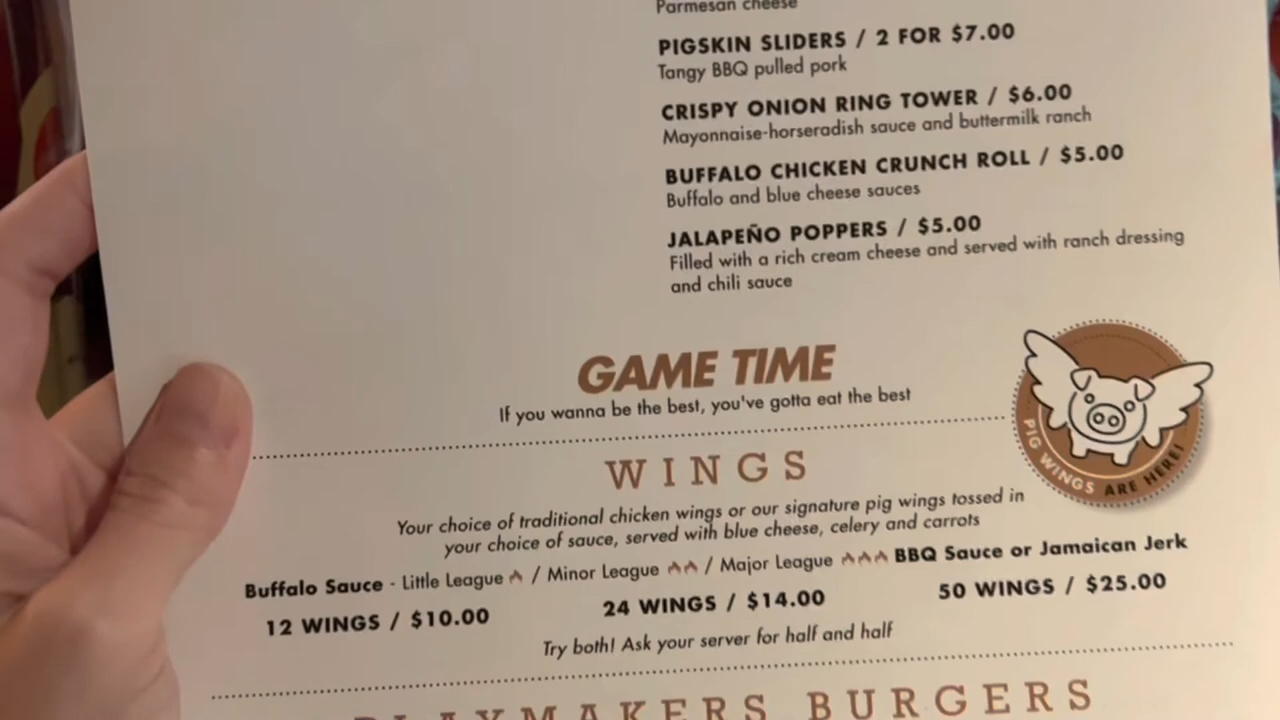 Parmesan cheese
PIGSKIN SLIDERS / 2 FOR $7.00
Tangy BBQ pulled pork
CRISPY ONION RING TOWER / $6.00
Mayonnaise-horseradish sauce and buttermilk ranch
BUFFALO CHICKEN CRUNCH ROLL / $5.00
Buffalo and blue cheese sauces
JALAPEÑO POPPERS / $5.00
Filled with a rich cream cheese and served with ranch dressing
and chili sauce
GAME TIME
If you wanna be the best, you've gotta eat the best
PIG WINGS ARE HERE!
WINGS
Your choice of traditional chicken wings or our signature pig wings tossed in
your choice of sauce, served with blue cheese, celery and carrots
Buffalo Sauce - Little League / Minor League / Major League BBQ Sauce or Jamaican Jerk
12 WINGS / $10.00 24 WINGS / $14.00 50 WINGS / $25.00
Try both! Ask your server for half and half
PLAYMAKERS BURGERS